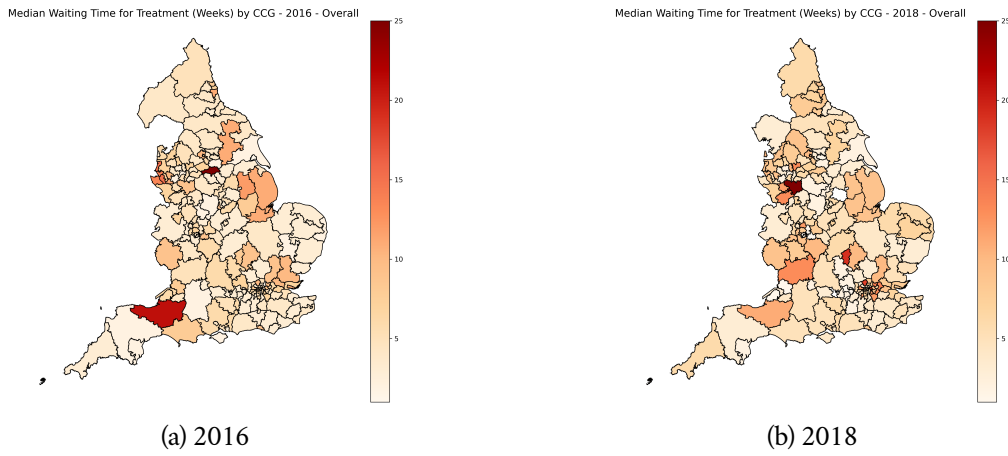 Median Waiting Time for Treatment (Weeks) by CCG - 2016 - Overall
25
20
15
10
5
(a) 2016
Median Waiting Time for Treatment (Weeks) by CCG - 2018 - Overall
25
20
15
10
5
(b) 2018